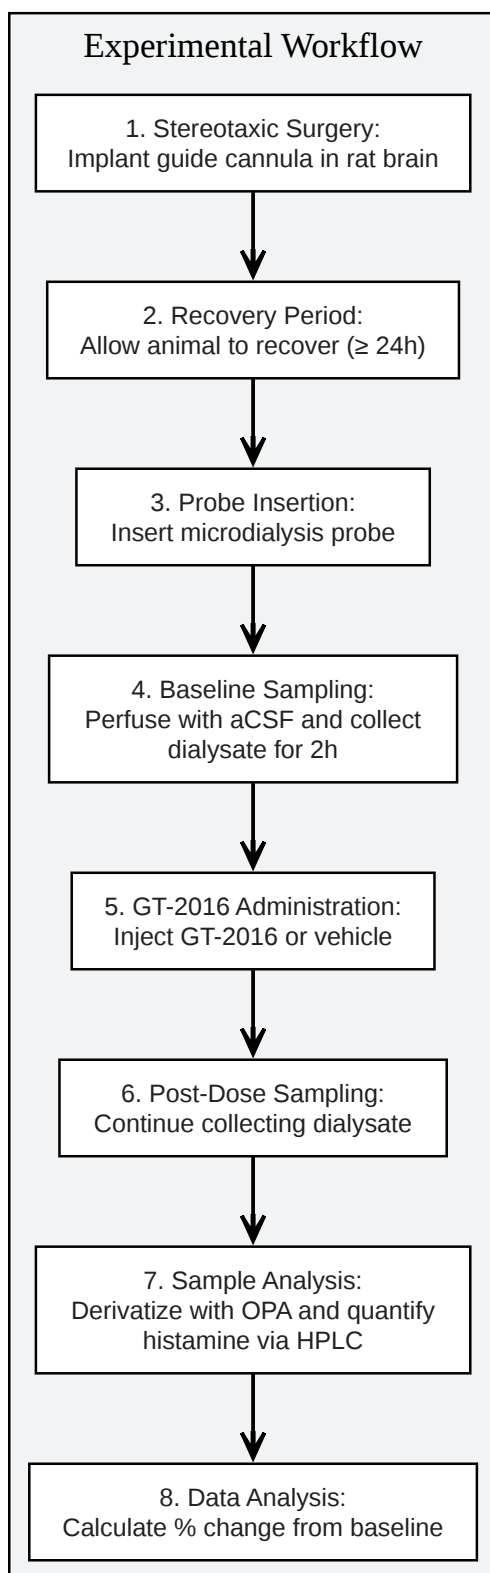 Experimental Workflow
1. Stereotaxic Surgery:
Implant guide cannula in rat brain
2. Recovery Period:
Allow animal to recover (≥ 24h)
3. Probe Insertion:
Insert microdialysis probe
4. Baseline Sampling:
Perfuse with aCSF and collect
dialysate for 2h
5. GT-2016 Administration:
Inject GT-2016 or vehicle
6. Post-Dose Sampling:
Continue collecting dialysate
7. Sample Analysis:
Derivatize with OPA and quantify
histamine via HPLC
8. Data Analysis:
Calculate % change from baseline